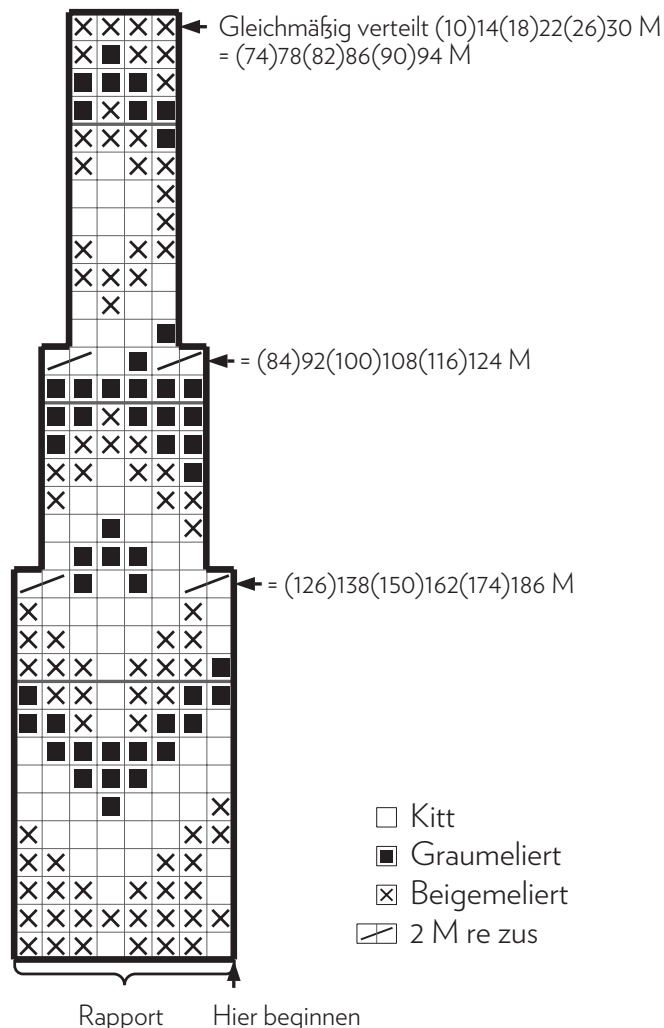 Gleichmäßig verteilt (10)14(18)22(26)30 M
= (74)78(82)86(90)94 M
= (84)92(100)108(116)124 M
= (126)138(150)162(174)186 M
Kitt
Graumeliert
Beigemeliert
2 M re zus
Rapport
Hier beginnen